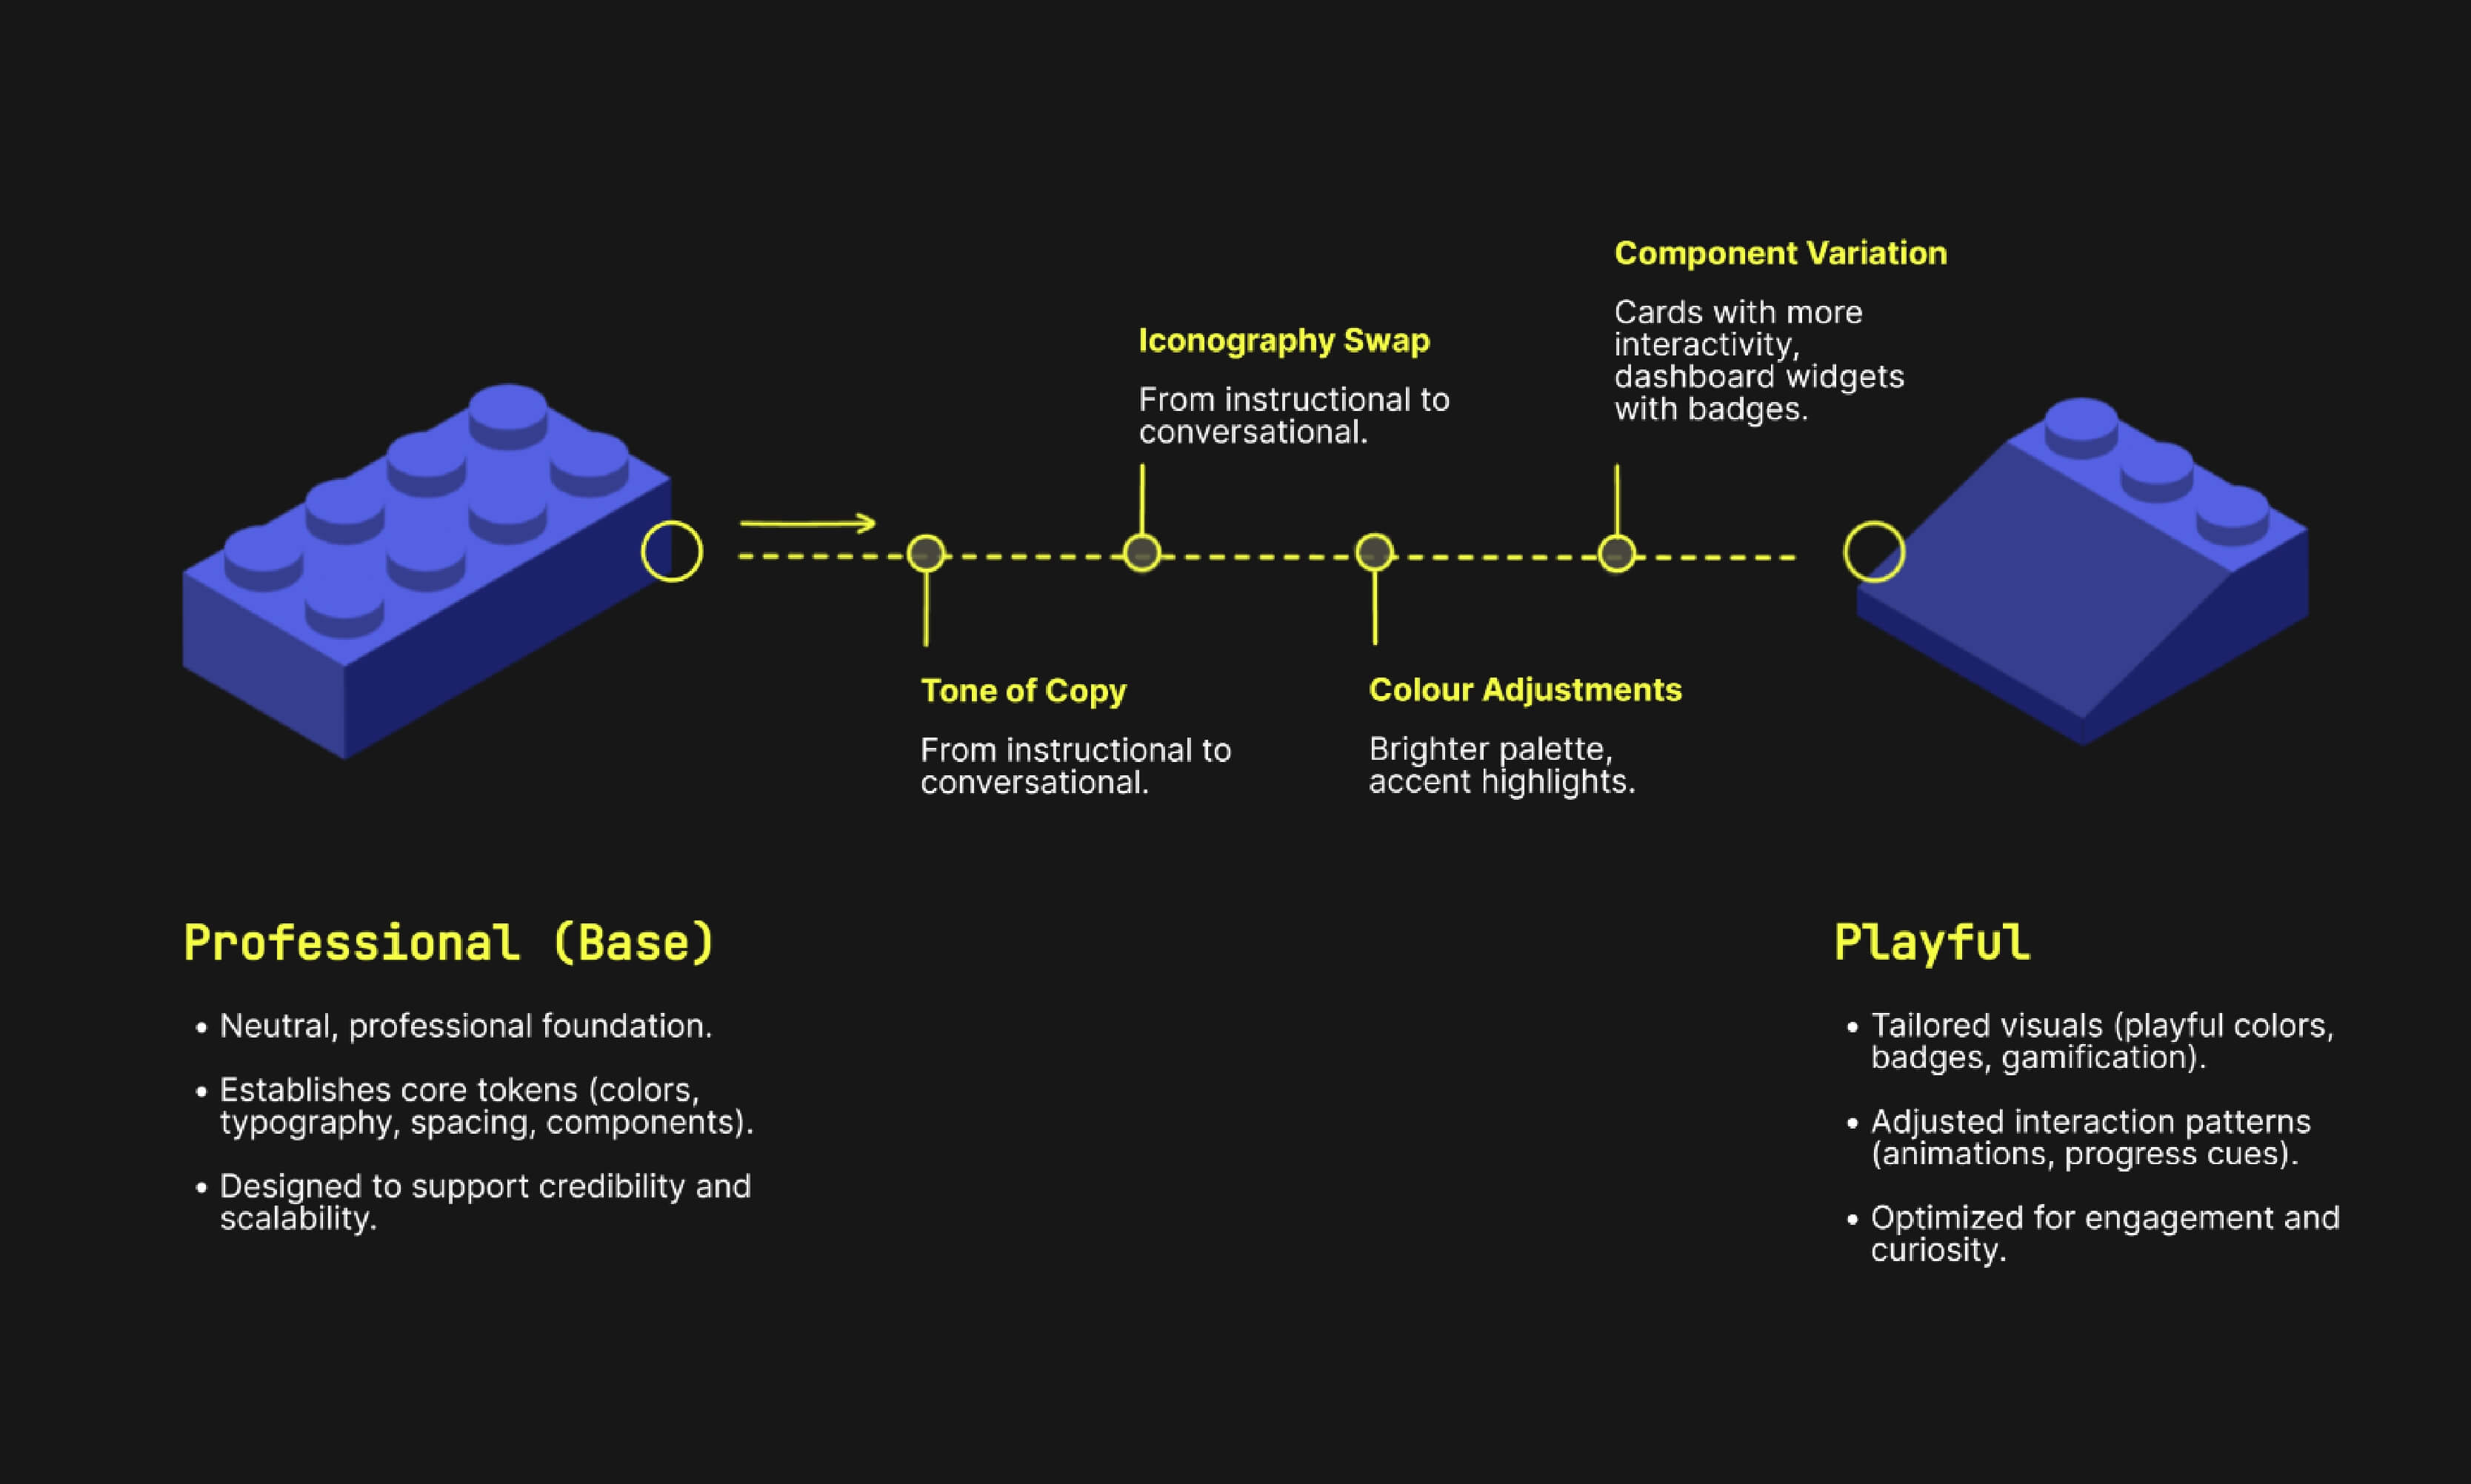 Component Variation
Cards with more
interactivity,
dashboard widgets
with badges.
Iconography Swap
From instructional to
conversational.
Tone of Copy
From instructional to
conversational.
Colour Adjustments
Brighter palette,
accent highlights.
Professional (Base)
• Neutral, professional foundation.
• Establishes core tokens (colors,
typography, spacing, components).
• Designed to support credibility and
scalability.
Playful
• Tailored visuals (playful colors,
badges, gamification).
• Adjusted interaction patterns
(animations, progress cues).
• Optimized for engagement and
curiosity.